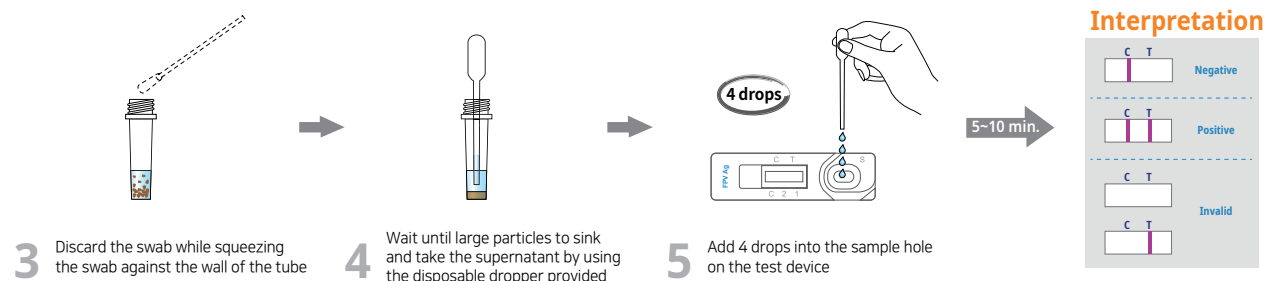 Interpretation
C T
Negative
C T
Positive
C T
Invalid
C T
4 drops
5~10 min.
FPV Ag
C T
S
C 2 1
3
Discard the swab while squeezing
the swab against the wall of the tube
4
Wait until large particles to sink
and take the supernatant by using
the disposable dropper provided
5
Add 4 drops into the sample hole
on the test device